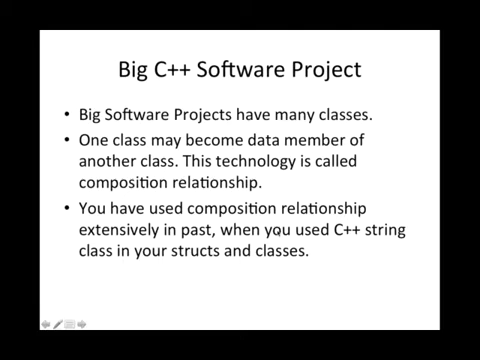 Big C++ Software Project
• Big Software Projects have many classes.
• One class may become data member of
another class. This technology is called
composition relationship.
• You have used composition relationship
extensively in past, when you used C++ string
class in your structs and classes.